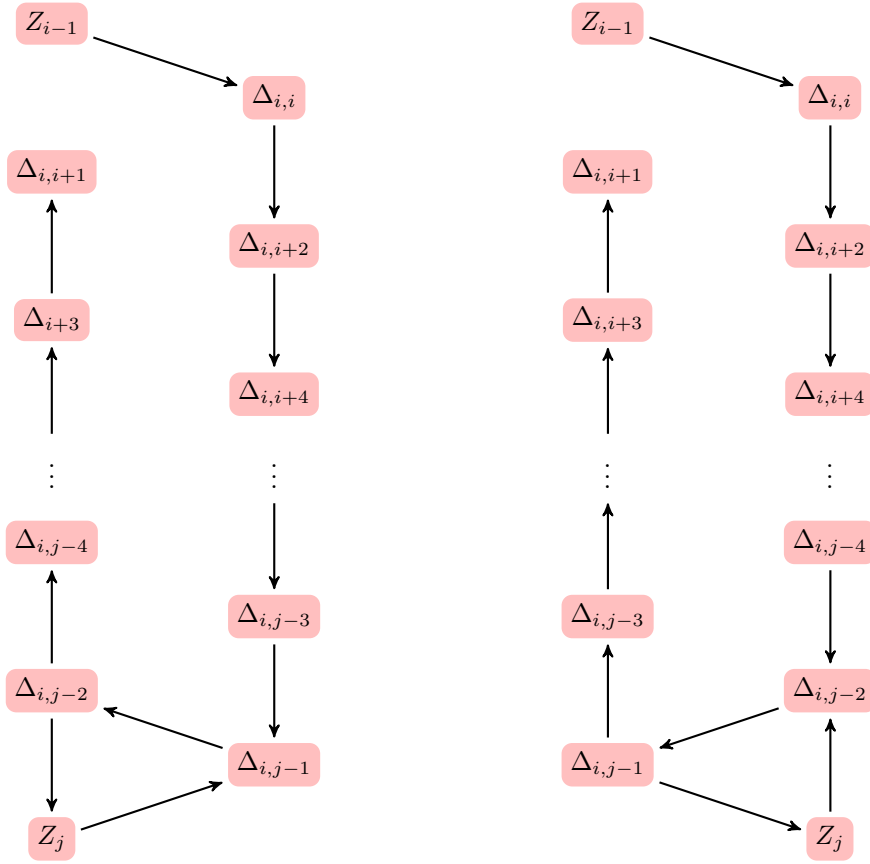 Z_{i−1} Z_{i−1}
Δ_{i,i} Δ_{i,i}
Δ_{i,i+1} Δ_{i,i+1}
Δ_{i,i+2} Δ_{i,i+2}
Δ_{i+3} Δ_{i,i+3}
Δ_{i,i+4} Δ_{i,i+4}
⋮ ⋮ ⋮ ⋮
Δ_{i,j−4} Δ_{i,j−4}
Δ_{i,j−3} Δ_{i,j−3}
Δ_{i,j−2} Δ_{i,j−2}
Δ_{i,j−1} Δ_{i,j−1}
Z_j Z_j